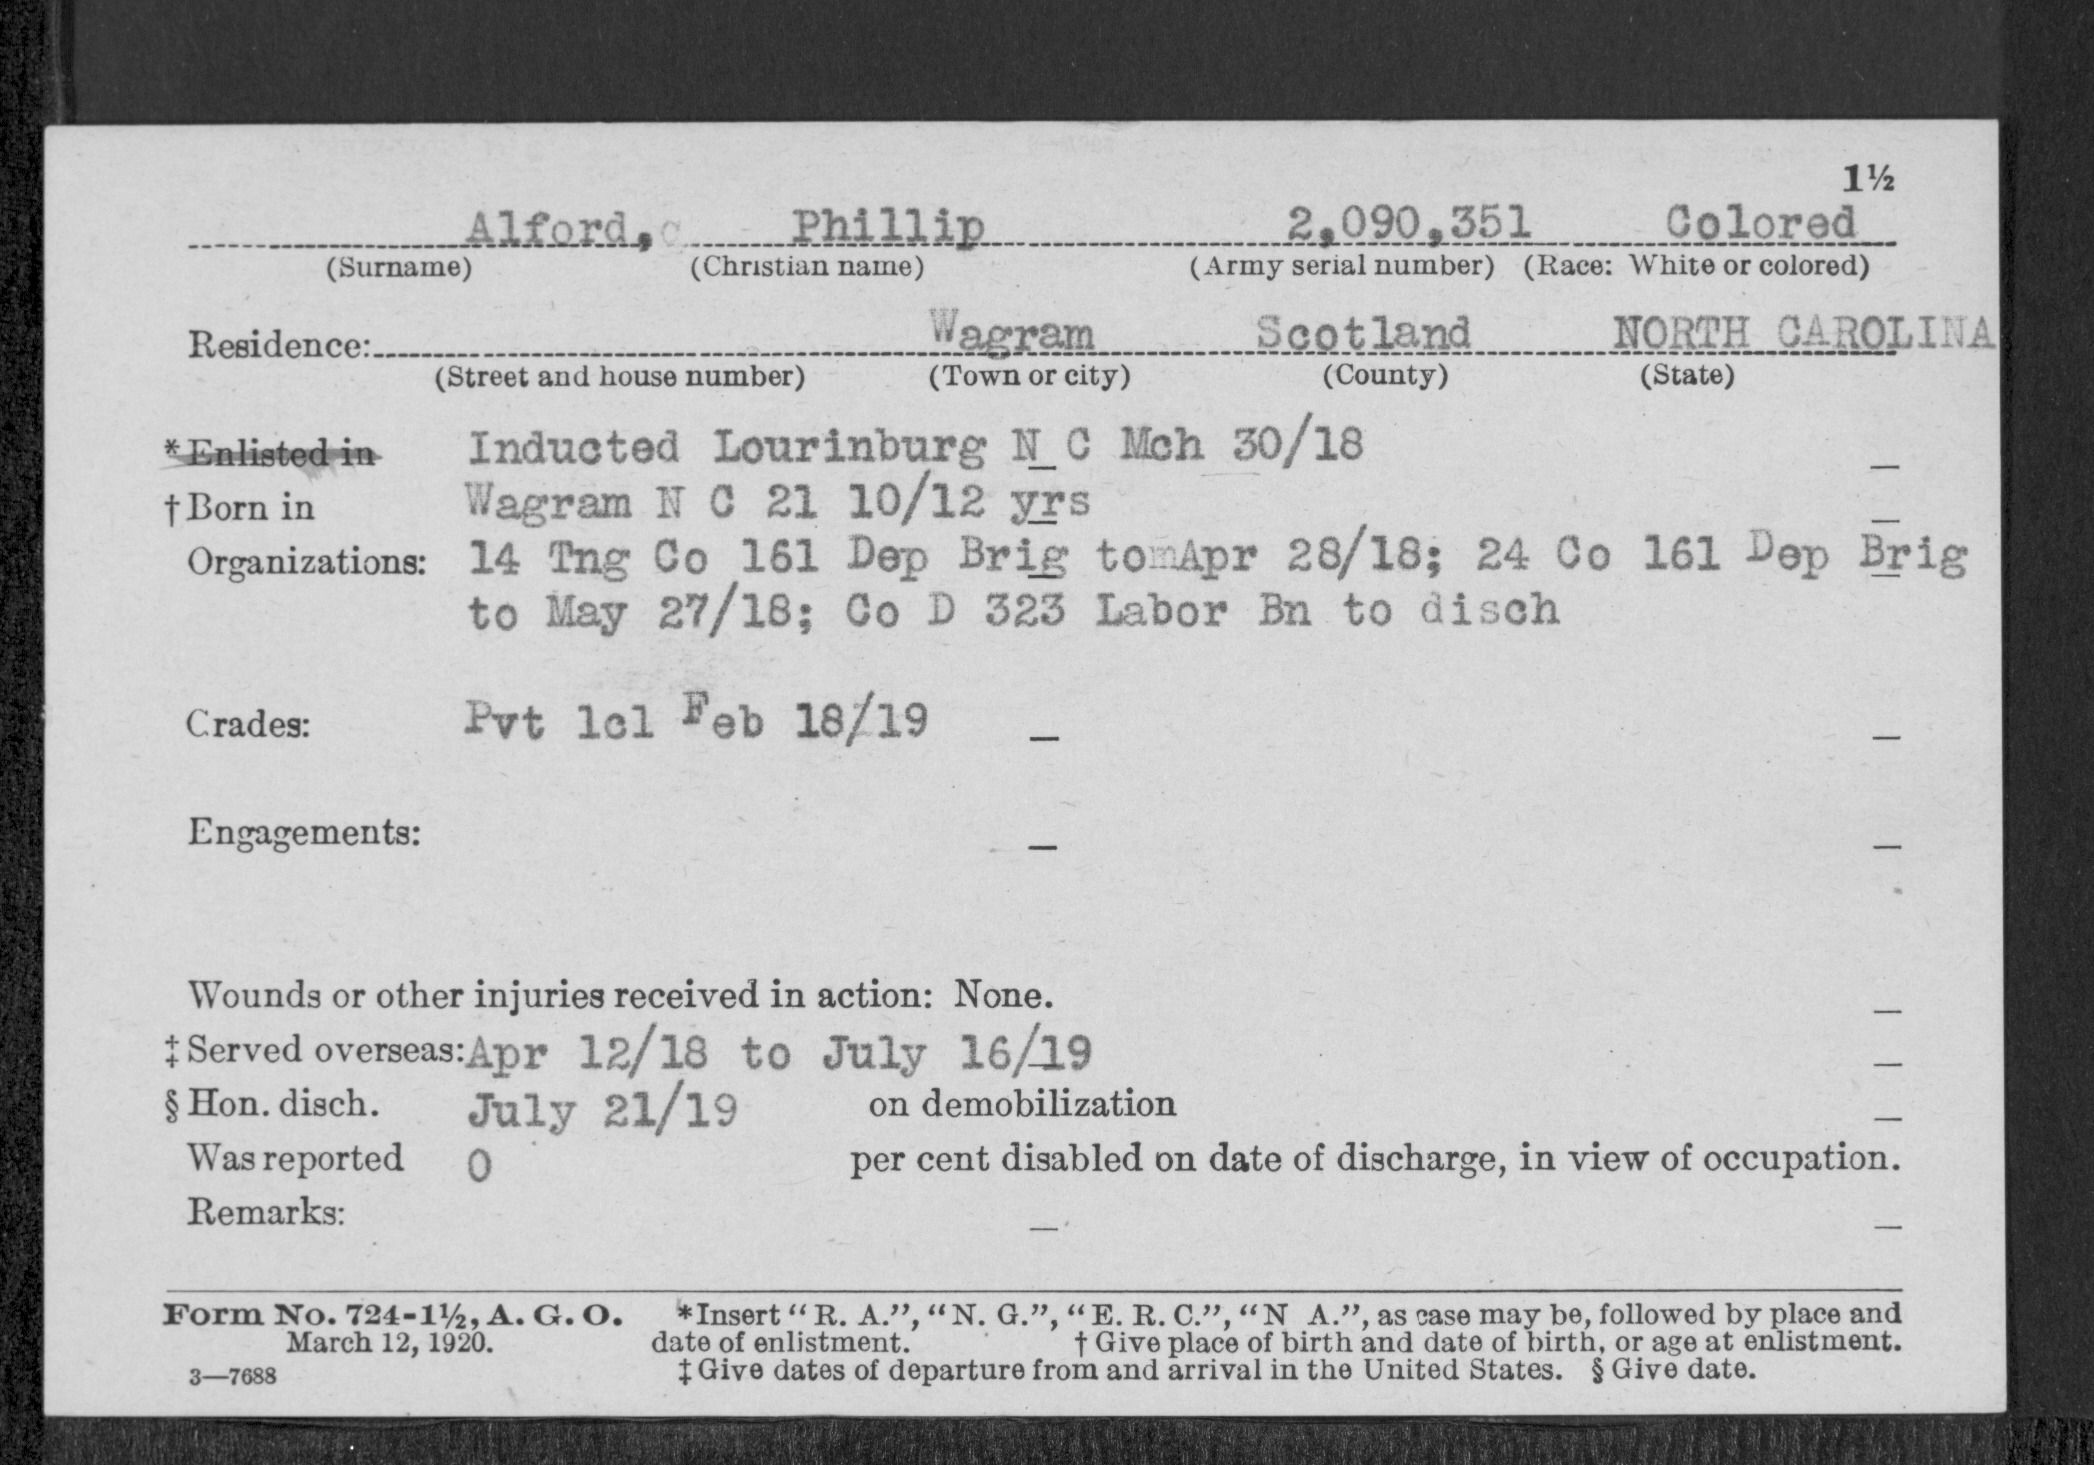 1½
Alford, Phillip 2,090,351 Colored
(Surname) (Christian name) (Army serial number) (Race: White or colored)
Residence: Wagram Scotland NORTH CAROLINA
(Street and house number) (Town or city) (County) (State)
*Enlisted in Inducted Lourinburg N C Mch 30/18
†Born in Wagram N C 21 10/12 yrs
Organizations: 14 Tng Co 161 Dep Brig tomApr 28/18; 24 Co 161 Dep Brig
to May 27/18; Co D 323 Labor Bn to disch
Grades: Pvt 1cl Feb 18/19 –
Engagements: –
Wounds or other injuries received in action: None.
‡Served overseas: Apr 12/18 to July 16/19
§Hon. disch. July 21/19 on demobilization
Was reported 0 per cent disabled on date of discharge, in view of occupation.
Remarks: –
Form No. 724-1½, A. G. O. *Insert “R. A.”, “N. G.”, “E. R. C.”, “N A.”, as case may be, followed by place and
March 12, 1920. date of enlistment. †Give place of birth and date of birth, or age at enlistment.
3—7688 ‡Give dates of departure from and arrival in the United States. §Give date.